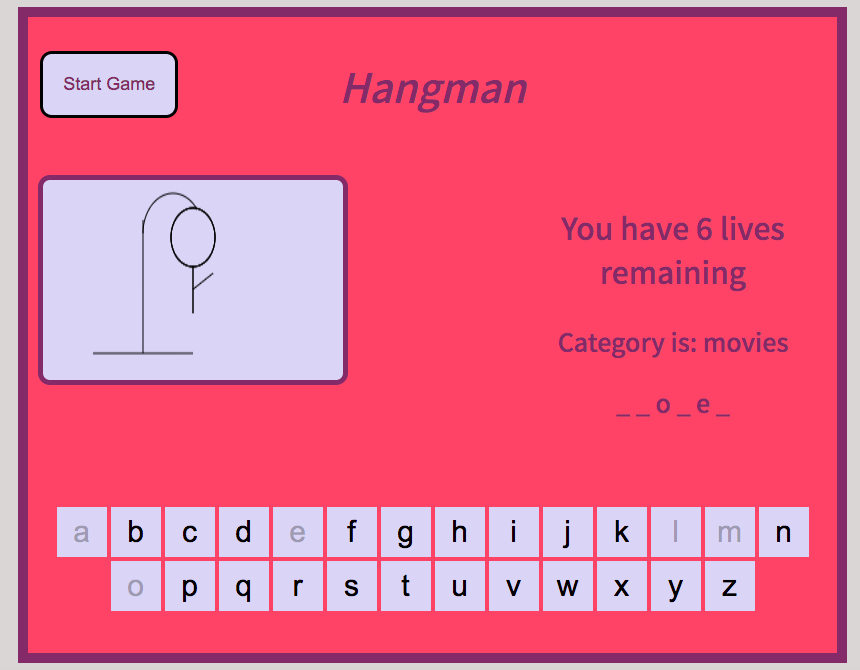 Start Game
Hangman
You have 6 lives
remaining
Category is: movies
_ _ o _ e _
a b c d e f g h i j k l m n
o p q r s t u v w x y z